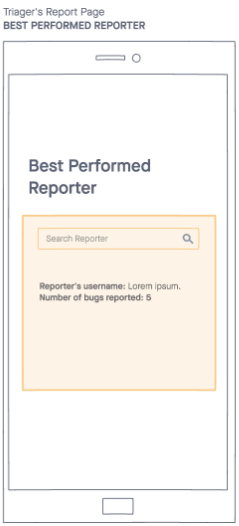 Triager's Report Page
BEST PERFORMED REPORTER
Best Performed
Reporter
Search Reporter
Reporter's username: Lorem ipsum.
Number of bugs reported: 5